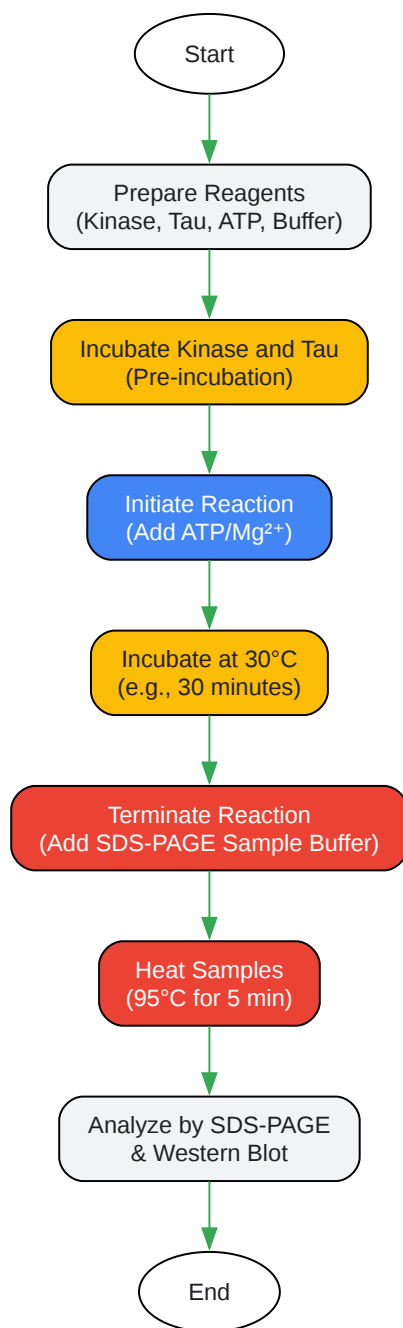 Start
Prepare Reagents
(Kinase, Tau, ATP, Buffer)
Incubate Kinase and Tau
(Pre-incubation)
Initiate Reaction
(Add ATP/Mg²⁺)
Incubate at 30°C
(e.g., 30 minutes)
Terminate Reaction
(Add SDS-PAGE Sample Buffer)
Heat Samples
(95°C for 5 min)
Analyze by SDS-PAGE
& Western Blot
End